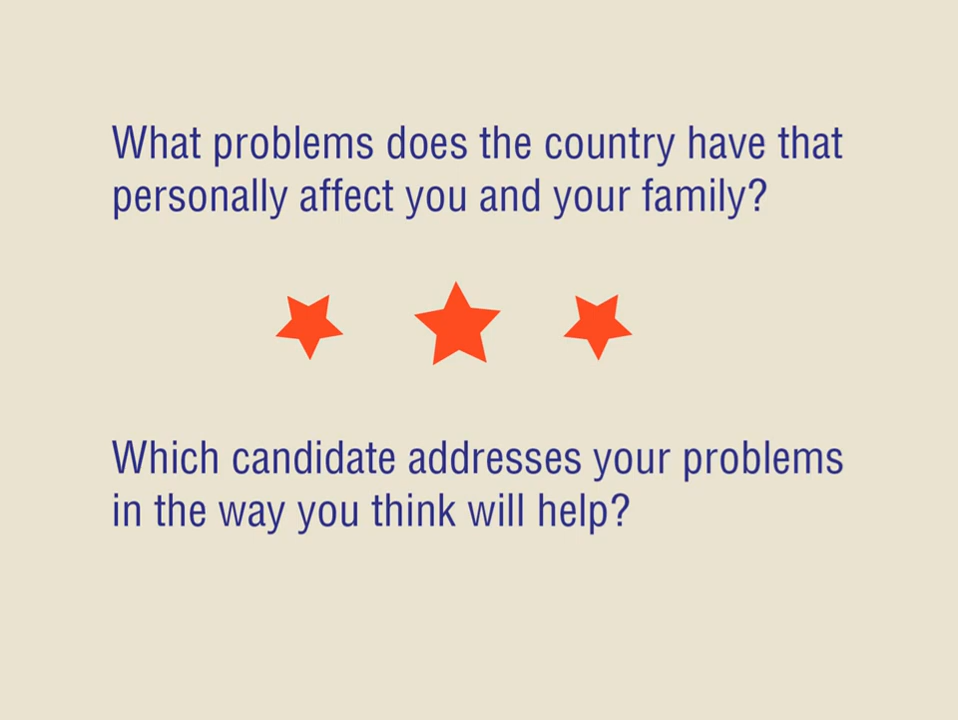 What problems does the country have that
personally affect you and your family?
Which candidate addresses your problems
in the way you think will help?